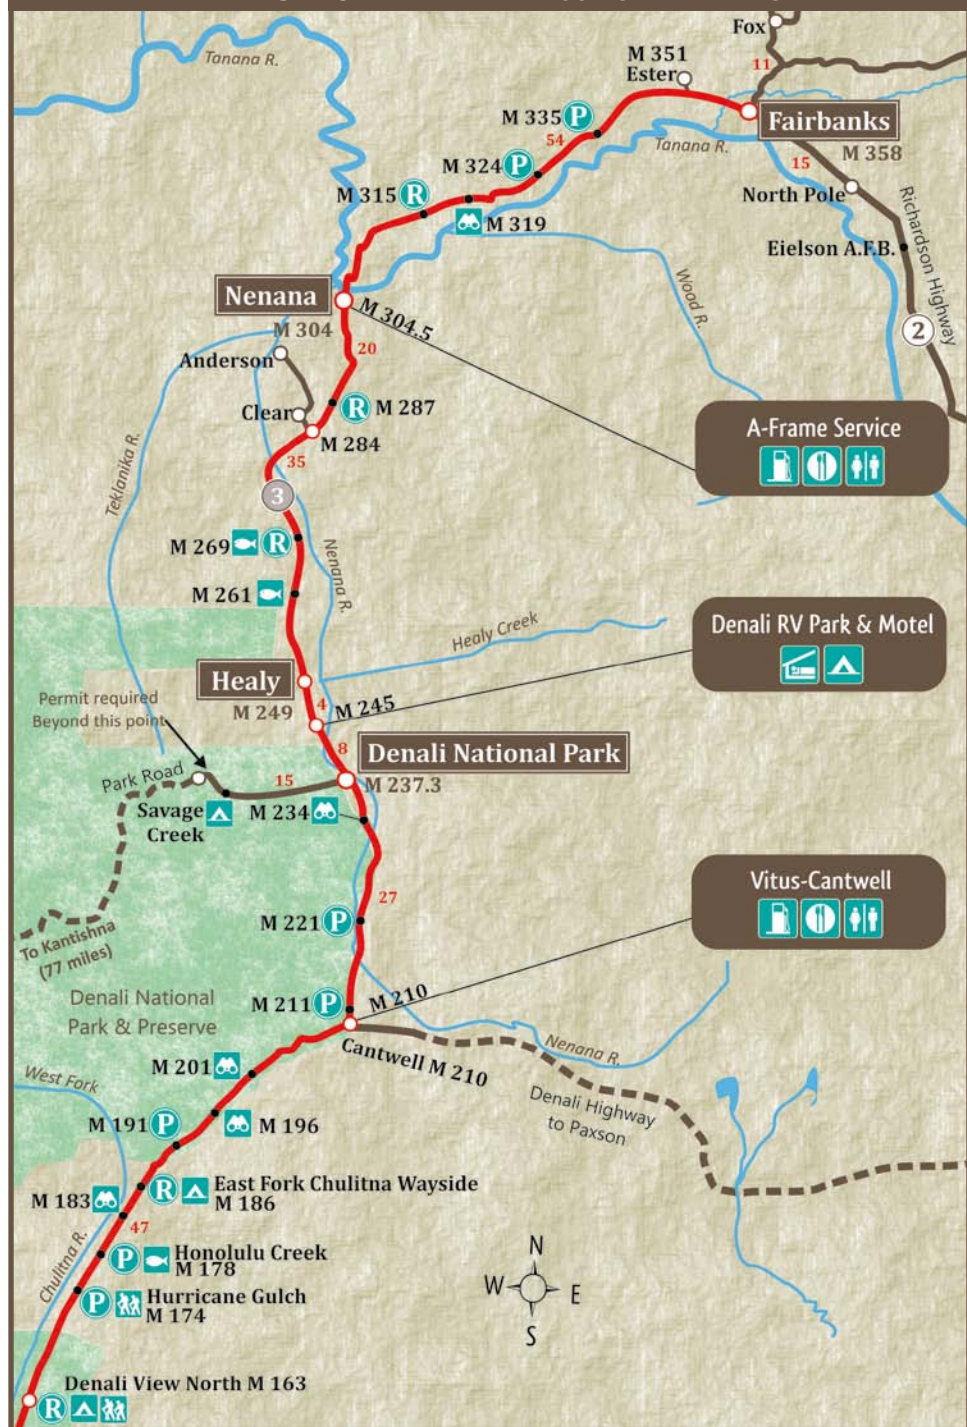 Fox
Tanana R.
M 351
Ester
11
M 335 P
54
Fairbanks
M 358
Tanana R.
M 324 P
15
North Pole
M 315 R
M 319
Richardson Highway
Eielson A.F.B.
Wood R.
Nenana
M 304
M 304.5
2
20
Anderson
Clear
R M 287
M 284
A-Frame Service
Teklanika R.
35
3
M 269 R
Nenana R.
M 261
Healy Creek
Denali RV Park & Motel
Healy
M 249
4
M 245
Permit required
Beyond this point
8
Denali National Park
M 237.3
Park Road
15
Savage
Creek
M 234
Vitus-Cantwell
27
M 221 P
To Kantishna
(77 miles)
Denali National
Park & Preserve
M 211 P
M 210
Cantwell M 210
Nenana R.
M 201
West Fork
Denali Highway
to Paxson
M 191 P
M 196
R East Fork Chulitna Wayside
M 186
M 183
47
Chulitna R.
P Honolulu Creek
M 178
P Hurricane Gulch
M 174
N
W E
S
Denali View North M 163
R